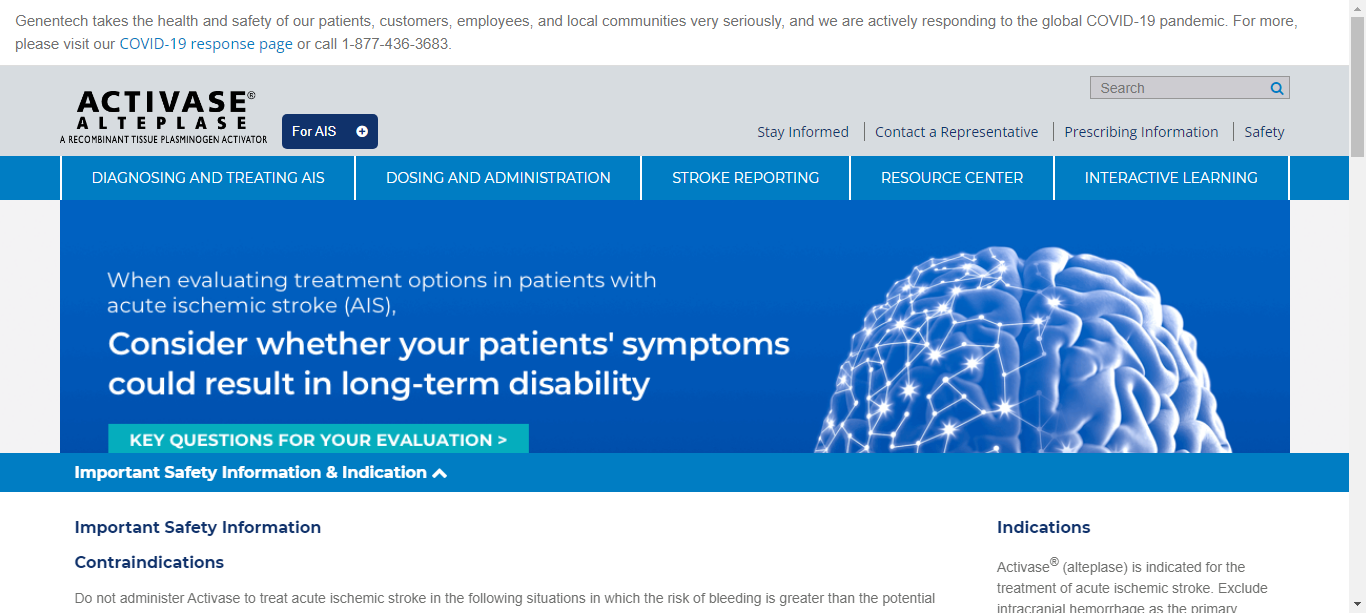 Genentech takes the health and safety of our patients, customers, employees, and local communities very seriously, and we are actively responding to the global COVID-19 pandemic. For more,
please visit our COVID-19 response page or call 1-877-436-3683.
ACTIVASE®
ALTEPLASE
A RECOMBINANT TISSUE PLASMINOGEN ACTIVATOR
For AIS
Search
Stay Informed
Contact a Representative
Prescribing Information
Safety
DIAGNOSING AND TREATING AIS
DOSING AND ADMINISTRATION
STROKE REPORTING
RESOURCE CENTER
INTERACTIVE LEARNING
When evaluating treatment options in patients with
acute ischemic stroke (AIS),
Consider whether your patients' symptoms
could result in long-term disability
KEY QUESTIONS FOR YOUR EVALUATION >
Important Safety Information & Indication
Important Safety Information
Contraindications
Do not administer Activase to treat acute ischemic stroke in the following situations in which the risk of bleeding is greater than the potential
Indications
Activase® (alteplase) is indicated for the
treatment of acute ischemic stroke. Exclude
intracranial hemorrhage as the primary